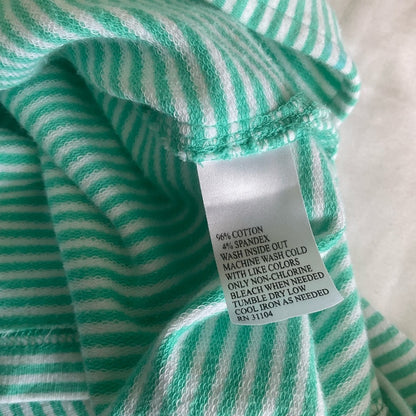 96% COTTON
4% SPANDEX
WASH INSIDE OUT
MACHINE WASH COLD
WITH LIKE COLORS
ONLY NON-CHLORINE
BLEACH WHEN NEEDED
TUMBLE DRY LOW
COOL IRON AS NEEDED
RN 31104